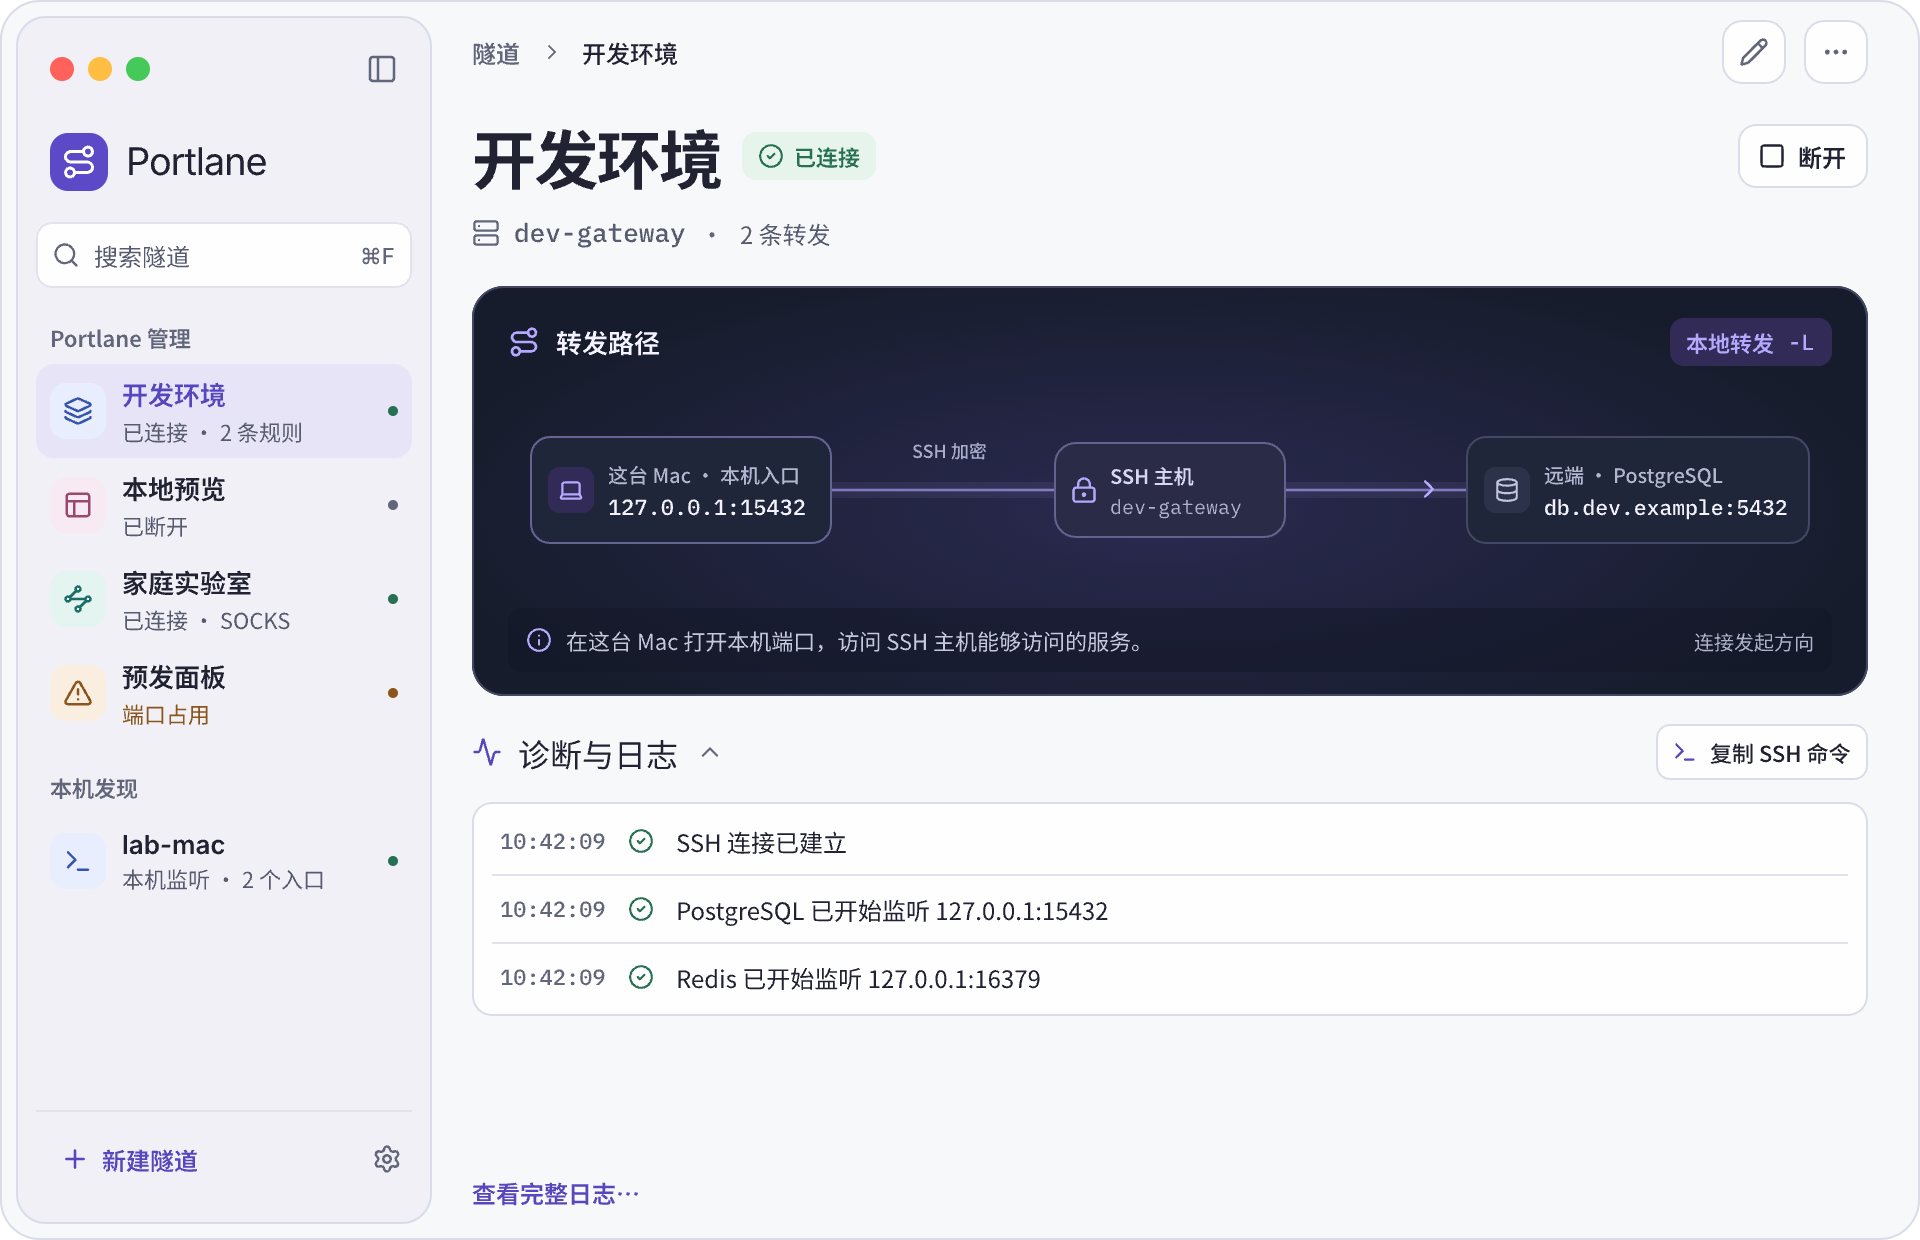 Portlane
搜索隧道 ⌘F
Portlane 管理
开发环境
已连接 · 2 条规则
本地预览
已断开
家庭实验室
已连接 · SOCKS
预发面板
端口占用
本机发现
lab-mac
本机监听 · 2 个入口
新建隧道
隧道 > 开发环境
开发环境 已连接
断开
dev-gateway · 2 条转发
转发路径
本地转发 -L
这台 Mac · 本机入口
127.0.0.1:15432
SSH 加密
SSH 主机
dev-gateway
远端 · PostgreSQL
db.dev.example:5432
在这台 Mac 打开本机端口，访问 SSH 主机能够访问的服务。
连接发起方向
诊断与日志
复制 SSH 命令
10:42:09 SSH 连接已建立
10:42:09 PostgreSQL 已开始监听 127.0.0.1:15432
10:42:09 Redis 已开始监听 127.0.0.1:16379
查看完整日志…